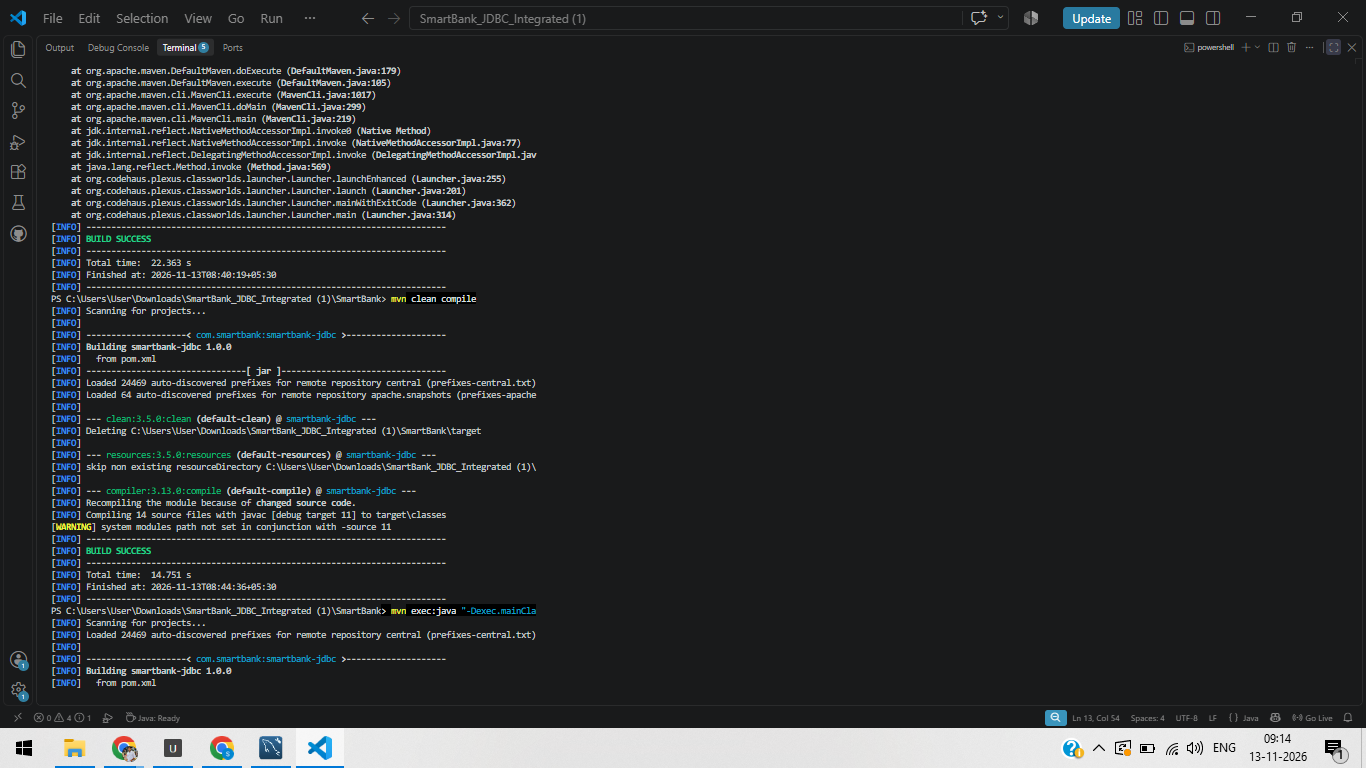 File Edit Selection View Go Run ··· SmartBank_JDBC_Integrated (1) Update
Output Debug Console Terminal 5 Ports powershell
at org.apache.maven.DefaultMaven.doExecute (DefaultMaven.java:179)
at org.apache.maven.DefaultMaven.execute (DefaultMaven.java:105)
at org.apache.maven.cli.MavenCli.execute (MavenCli.java:1017)
at org.apache.maven.cli.MavenCli.doMain (MavenCli.java:299)
at org.apache.maven.cli.MavenCli.main (MavenCli.java:219)
at jdk.internal.reflect.NativeMethodAccessorImpl.invoke0 (Native Method)
at jdk.internal.reflect.NativeMethodAccessorImpl.invoke (NativeMethodAccessorImpl.java:77)
at jdk.internal.reflect.DelegatingMethodAccessorImpl.invoke (DelegatingMethodAccessorImpl.jav
at java.lang.reflect.Method.invoke (Method.java:569)
at org.codehaus.plexus.classworlds.launcher.Launcher.launchEnhanced (Launcher.java:255)
at org.codehaus.plexus.classworlds.launcher.Launcher.launch (Launcher.java:201)
at org.codehaus.plexus.classworlds.launcher.Launcher.mainWithExitCode (Launcher.java:362)
at org.codehaus.plexus.classworlds.launcher.Launcher.main (Launcher.java:314)
[INFO] ------------------------------------------------------------------------
[INFO] BUILD SUCCESS
[INFO] ------------------------------------------------------------------------
[INFO] Total time:  22.363 s
[INFO] Finished at: 2026-11-13T08:40:19+05:30
[INFO] ------------------------------------------------------------------------
PS C:\Users\User\Downloads\SmartBank_JDBC_Integrated (1)\SmartBank> mvn clean compile
[INFO] Scanning for projects...
[INFO]
[INFO] --------------------< com.smartbank:smartbank-jdbc >--------------------
[INFO] Building smartbank-jdbc 1.0.0
[INFO]   from pom.xml
[INFO] --------------------------------[ jar ]---------------------------------
[INFO] Loaded 24469 auto-discovered prefixes for remote repository central (prefixes-central.txt)
[INFO] Loaded 64 auto-discovered prefixes for remote repository apache.snapshots (prefixes-apache
[INFO]
[INFO] --- clean:3.5.0:clean (default-clean) @ smartbank-jdbc ---
[INFO] Deleting C:\Users\User\Downloads\SmartBank_JDBC_Integrated (1)\SmartBank\target
[INFO]
[INFO] --- resources:3.5.0:resources (default-resources) @ smartbank-jdbc ---
[INFO] skip non existing resourceDirectory C:\Users\User\Downloads\SmartBank_JDBC_Integrated (1)\
[INFO]
[INFO] --- compiler:3.13.0:compile (default-compile) @ smartbank-jdbc ---
[INFO] Recompiling the module because of changed source code.
[INFO] Compiling 14 source files with javac [debug target 11] to target\classes
[WARNING] system modules path not set in conjunction with -source 11
[INFO] ------------------------------------------------------------------------
[INFO] BUILD SUCCESS
[INFO] ------------------------------------------------------------------------
[INFO] Total time:  14.751 s
[INFO] Finished at: 2026-11-13T08:44:36+05:30
[INFO] ------------------------------------------------------------------------
PS C:\Users\User\Downloads\SmartBank_JDBC_Integrated (1)\SmartBank> mvn exec:java "-Dexec.mainCla
[INFO] Scanning for projects...
[INFO] Loaded 24469 auto-discovered prefixes for remote repository central (prefixes-central.txt)
[INFO]
[INFO] --------------------< com.smartbank:smartbank-jdbc >--------------------
[INFO] Building smartbank-jdbc 1.0.0
[INFO]   from pom.xml
1
1
0 4 1 Java: Ready Ln 13, Col 54 Spaces: 4 UTF-8 LF { } Java Go Live
U S ENG 09:14 1
13-11-2026